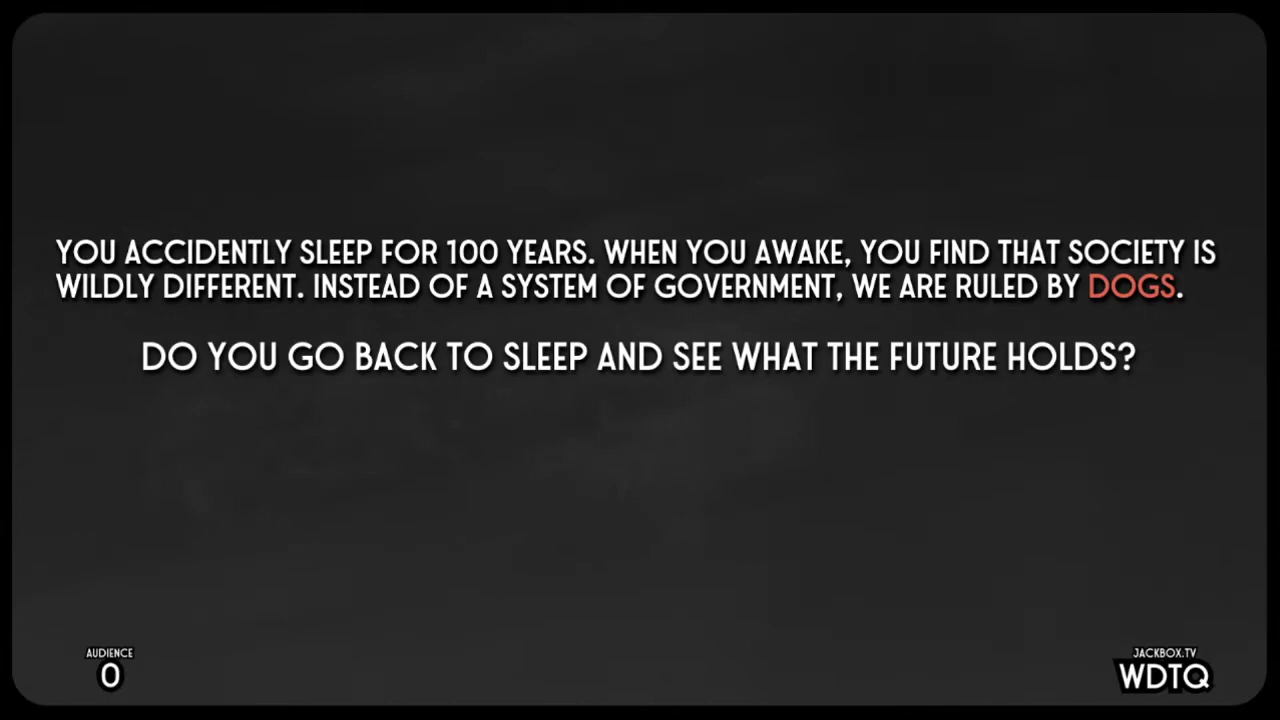 YOU ACCIDENTLY SLEEP FOR 100 YEARS. WHEN YOU AWAKE, YOU FIND THAT SOCIETY IS
WILDLY DIFFERENT. INSTEAD OF A SYSTEM OF GOVERNMENT, WE ARE RULED BY DOGS.
DO YOU GO BACK TO SLEEP AND SEE WHAT THE FUTURE HOLDS?
AUDIENCE
0
JACKBOX.TV
WDTQ